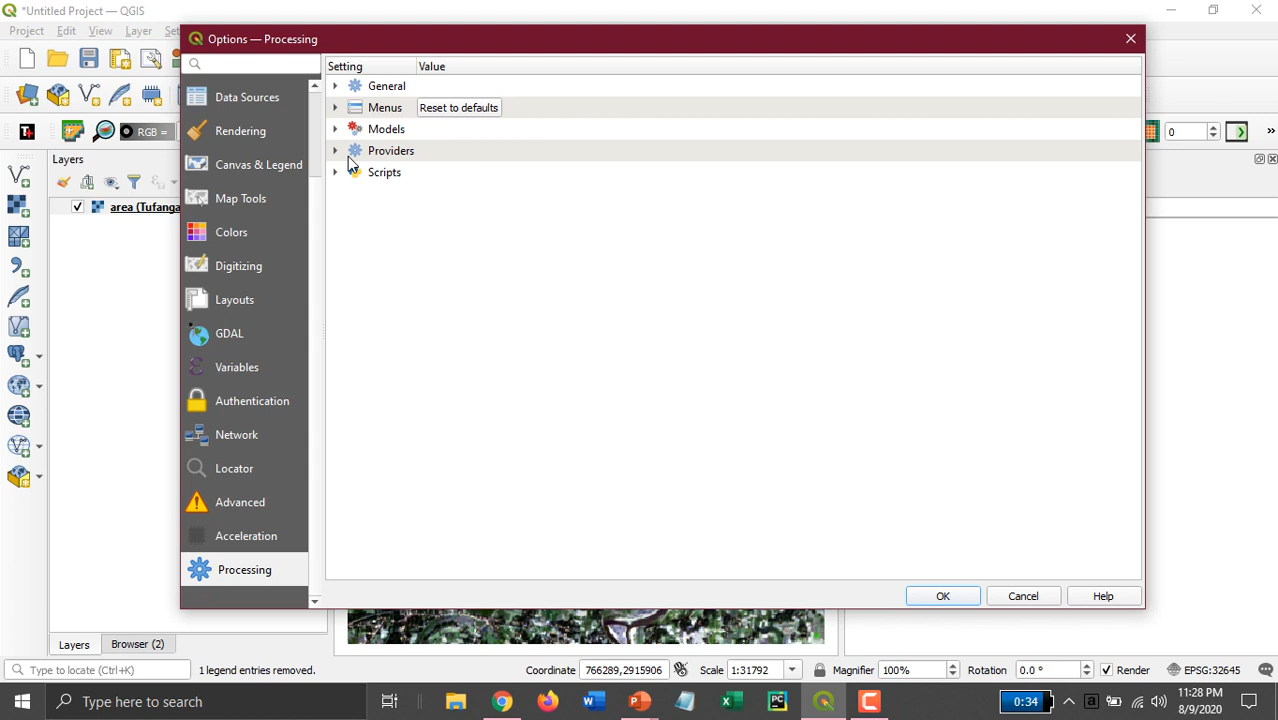 *Untitled Project — QGIS
Project Edit View Layer Set
Options — Processing
Setting Value
General
Menus Reset to defaults
Models
Providers
Scripts
Data Sources
Rendering
Canvas & Legend
Map Tools
Colors
Digitizing
Layouts
GDAL
Variables
Authentication
Network
Locator
Advanced
Acceleration
Processing
OK Cancel Help
RGB =
0
»
Layers
area (Tufanga
Layers Browser (2)
Type to locate (Ctrl+K) 1 legend entries removed. Coordinate 766289,2915906 Scale 1:31792 Magnifier 100% Rotation 0.0 ° Render EPSG:32645
Type here to search
0:34
11:28 PM
8/9/2020